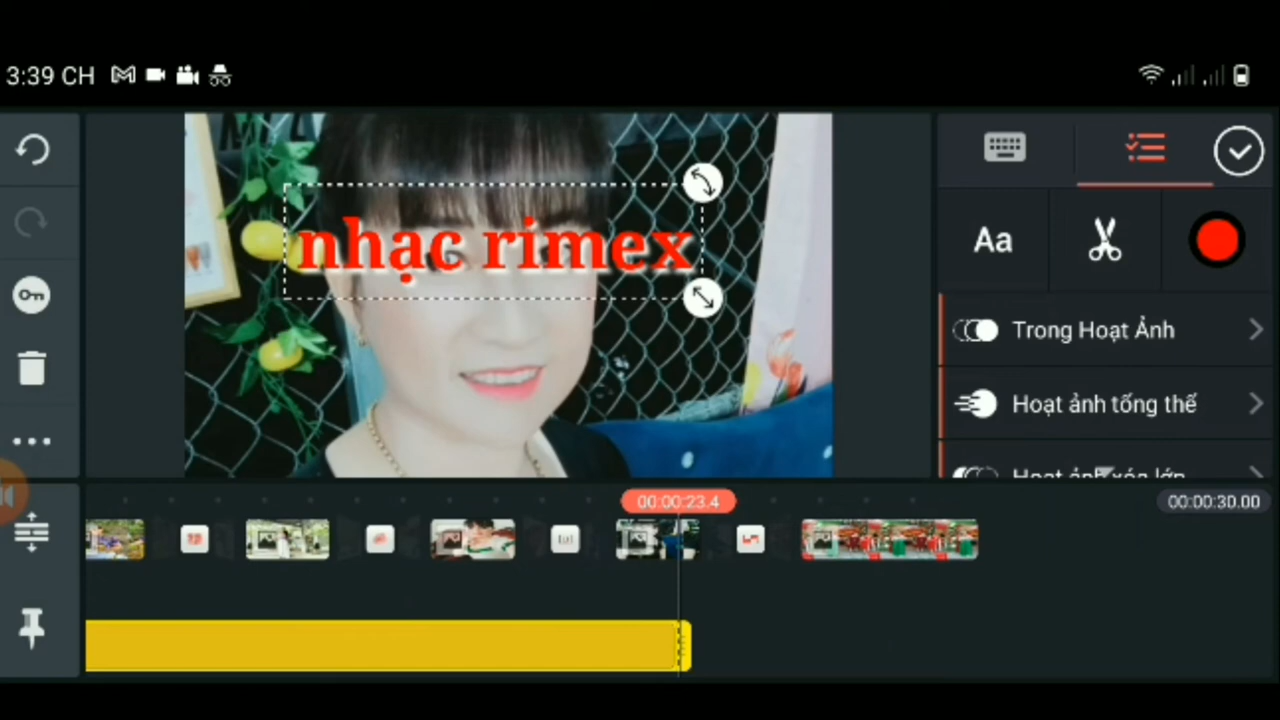 3:39 CH
nhạc rimex
Aa
Trong Hoạt Ảnh
Hoạt ảnh tổng thể
00:00:23.4
00:00:30.00